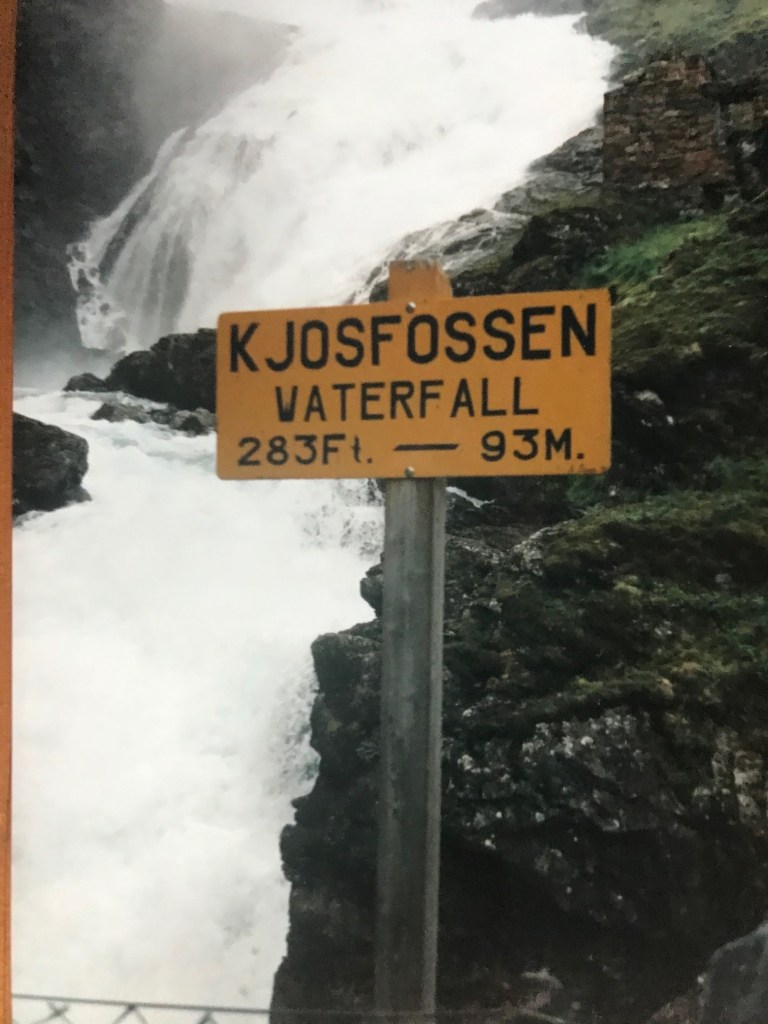 KJOSFOSSEN
WATERFALL
283Ft. — 93M.